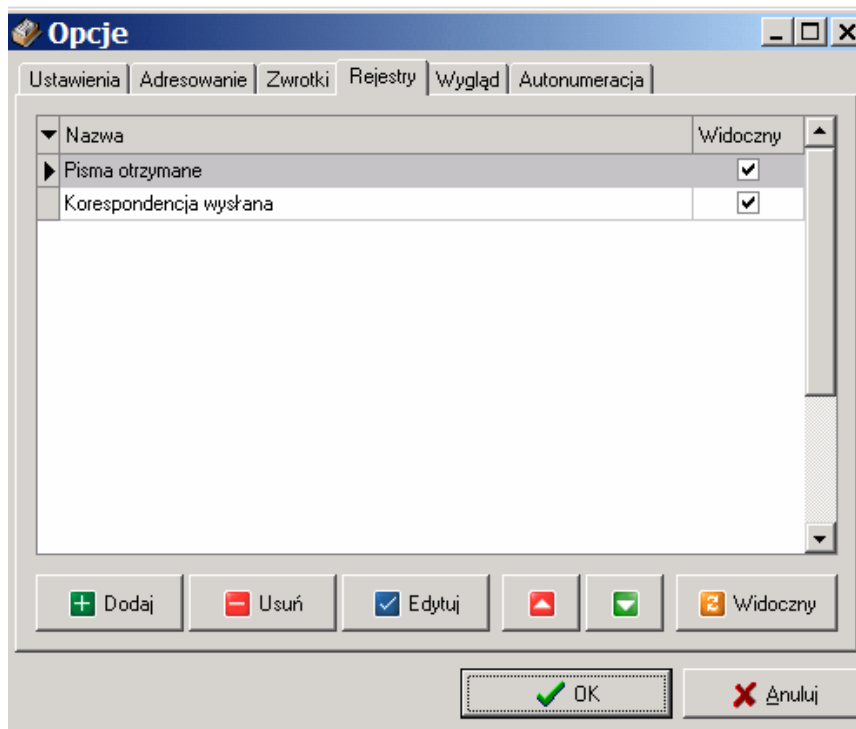 Opcje
Ustawienia Adresowanie Zwrotki Rejestry Wygląd Autonumeracja
Nazwa Widoczny
Pisma otrzymane
Korespondencja wysłana
Dodaj Usuń Edytuj Widoczny
OK Anuluj